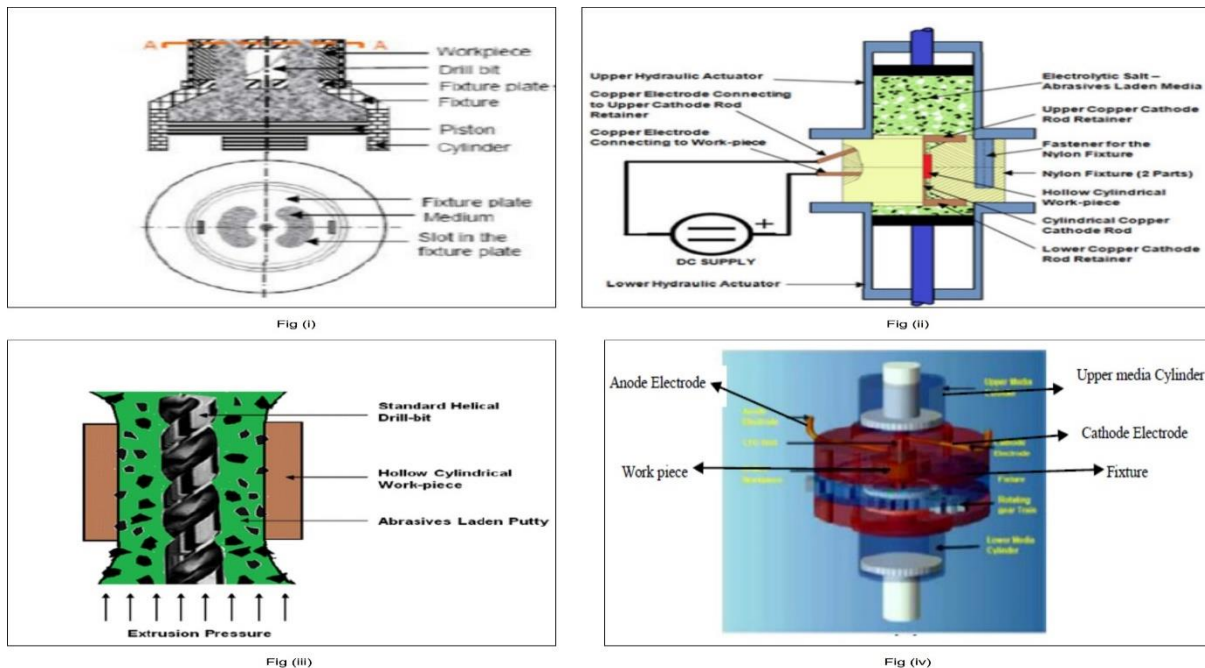 A
A
Workpiece
Drill bit
Fixture plate
Fixture
Piston
Cylinder
Fixture plate
Medium
Slot in the
fixture plate
Fig (i)
Upper Hydraulic Actuator
Copper Electrode Connecting
to Upper Cathode Rod
Retainer
Copper Electrode
Connecting to Work-piece
+
DC SUPPLY
Lower Hydraulic Actuator
Electrolytic Salt –
Abrasives Laden Media
Upper Copper Cathode
Rod Retainer
Fastener for the
Nylon Fixture
Nylon Fixture (2 Parts)
Hollow Cylindrical
Work-piece
Cylindrical Copper
Cathode Rod
Lower Copper Cathode
Rod Retainer
Fig (ii)
Standard Helical
Drill-bit
Hollow Cylindrical
Work-piece
Abrasives Laden Putty
Extrusion Pressure
Fig (iii)
Anode Electrode
Work piece
Upper media Cylinder
Cathode Electrode
Fixture
Upper Media
Anode
Electrode
Cathode
Electrode
Fixture
Rotating
gear Train
Lower Media
Cylinder
Fig (iv)